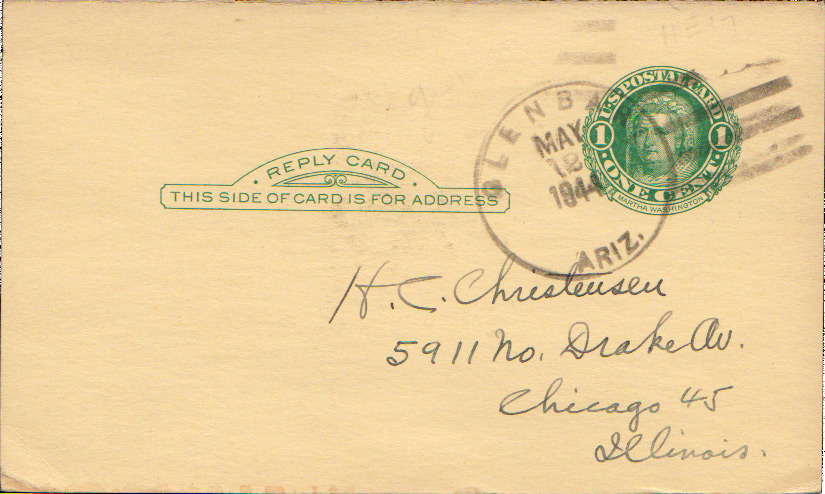 U.S. POSTAL CARD
1 1
ONE CENT
MARTHA WASHINGTON
MAY
12
1944
ARIZ.
REPLY CARD
THIS SIDE OF CARD IS FOR ADDRESS
H. C. Christensen
5911 No. Drake Av.
Chicago 45
Illinois.